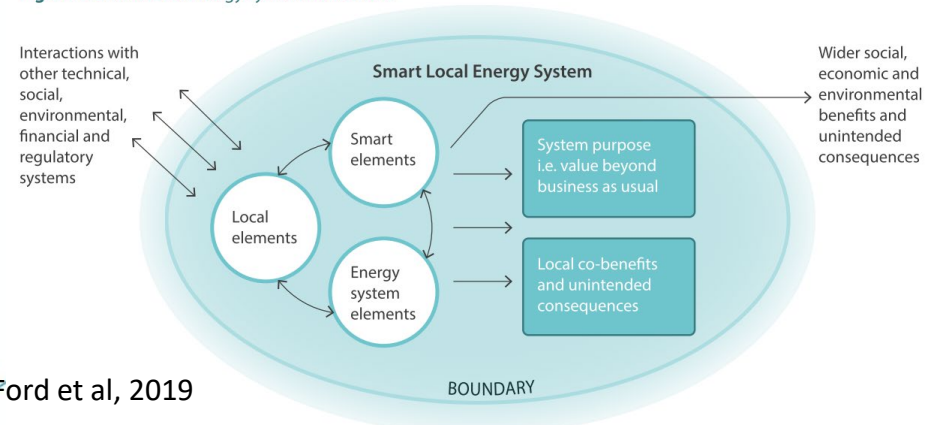 Interactions with
other technical,
social,
environmental,
financial and
regulatory
systems
Smart Local Energy System
Wider social,
economic and
environmental
benefits and
unintended
consequences
Smart
elements
Local
elements
Energy
system
elements
System purpose
i.e. value beyond
business as usual
Local co-benefits
and unintended
consequences
BOUNDARY
Ford et al, 2019